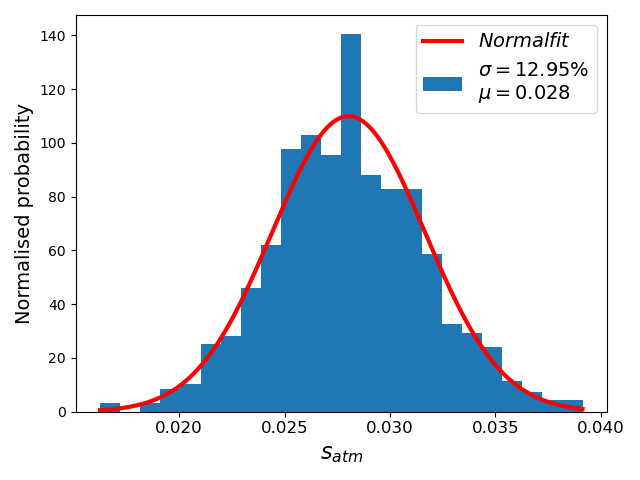 Normalfit
σ = 12.95%
μ = 0.028
Normalised probability
140
120
100
80
60
40
20
0
0.020 0.025 0.030 0.035 0.040
s_atm